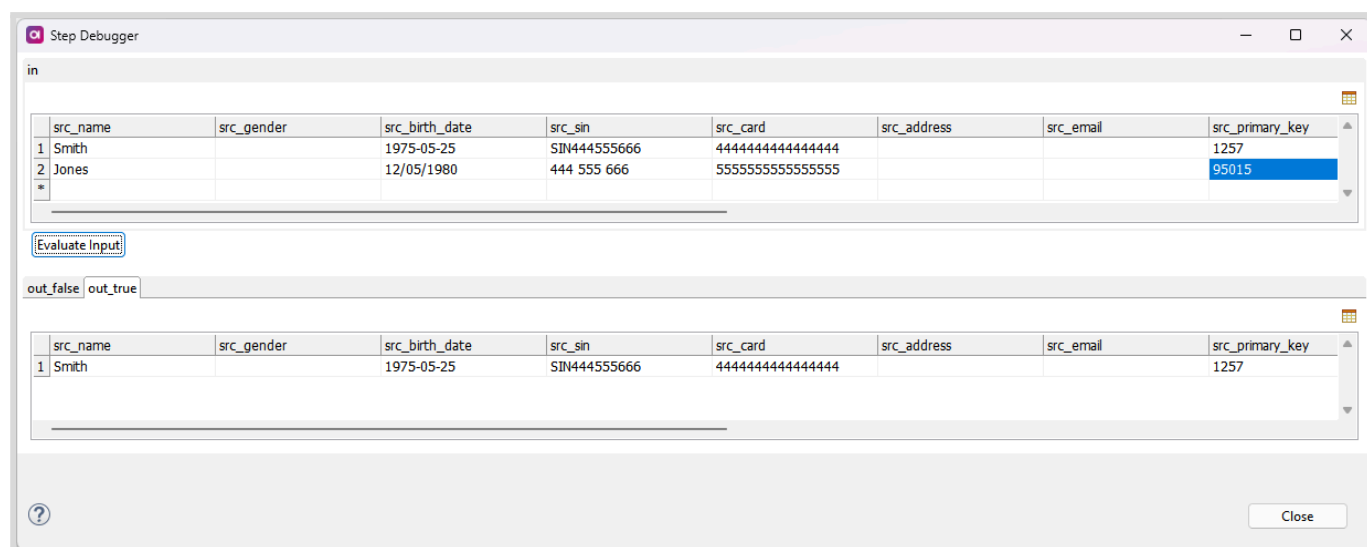 Step Debugger
in
src_name src_gender src_birth_date src_sin src_card src_address src_email src_primary_key
1 Smith 1975-05-25 SIN444555666 4444444444444444 1257
2 Jones 12/05/1980 444 555 666 5555555555555555 95015
*
Evaluate Input
out_false out_true
src_name src_gender src_birth_date src_sin src_card src_address src_email src_primary_key
1 Smith 1975-05-25 SIN444555666 4444444444444444 1257
? Close